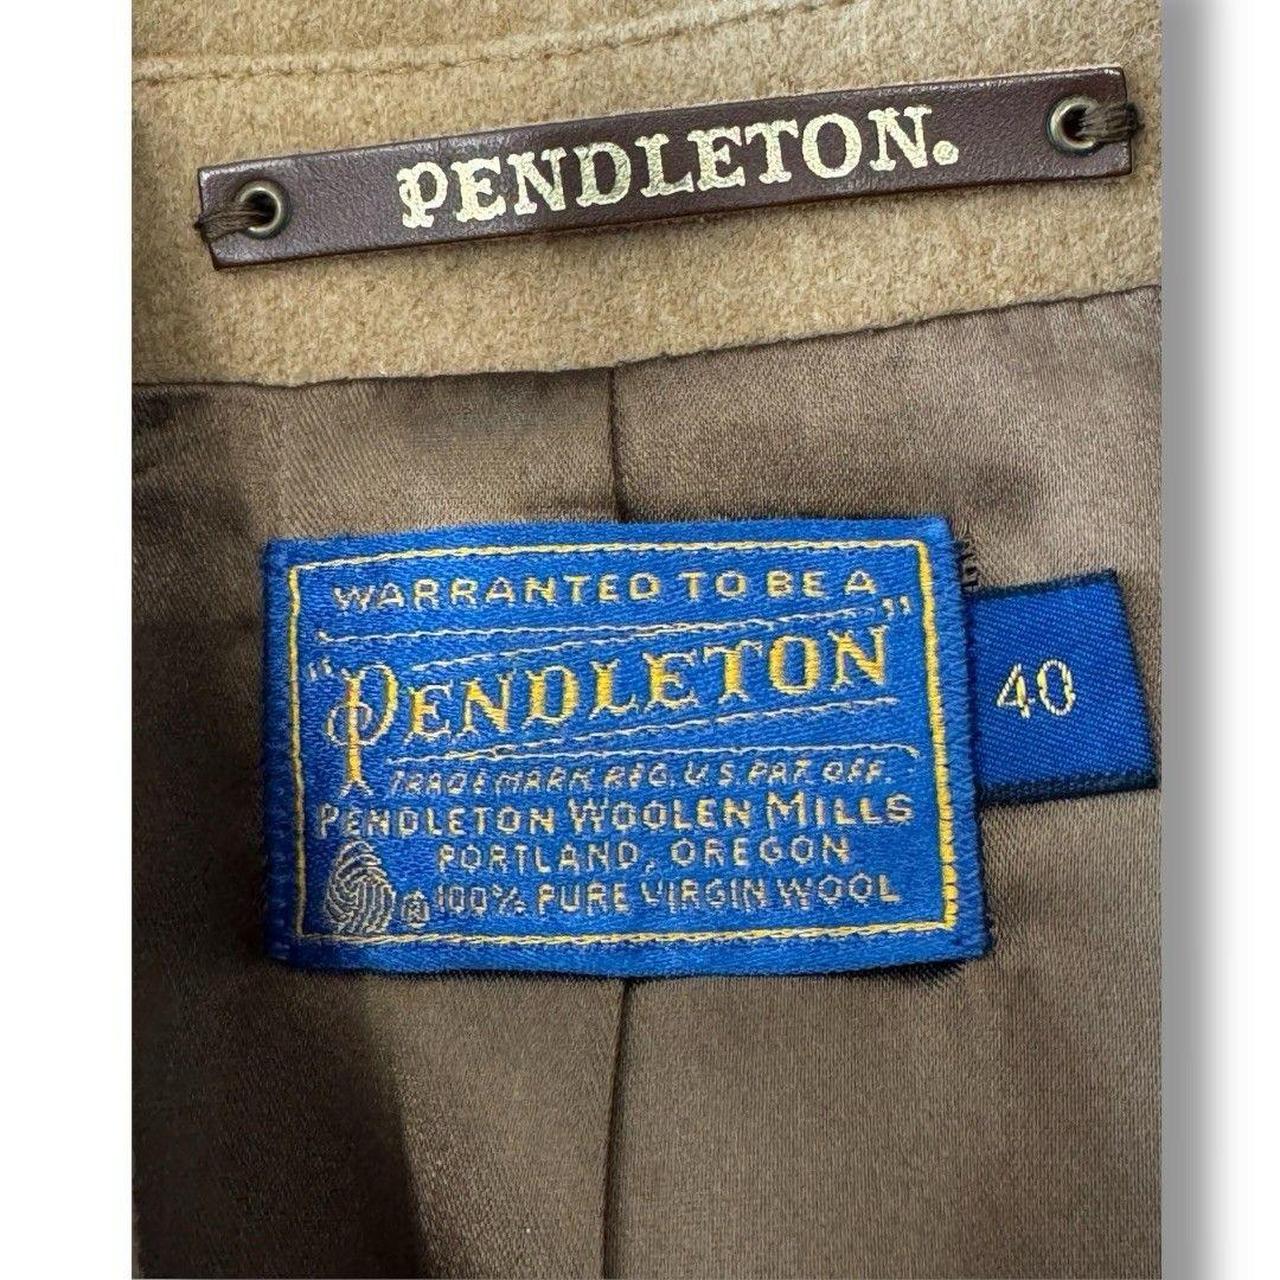 PENDLETON.
WARRANTED TO BE A
"PENDLETON"
TRADE MARK REG. U.S. PAT. OFF.
PENDLETON WOOLEN MILLS
PORTLAND, OREGON
® 100% PURE VIRGIN WOOL
40